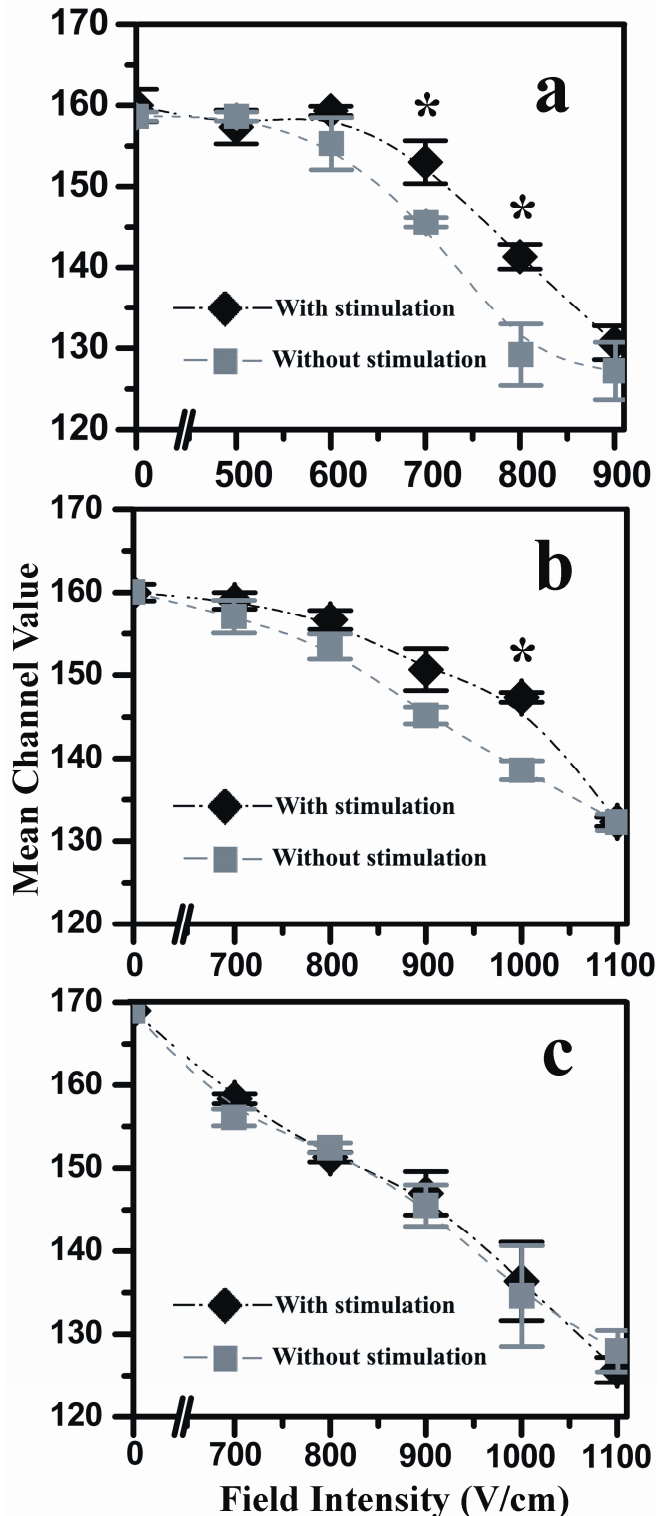 170
a
160
*
150
*
140
With stimulation
130
Without stimulation
120
0 500 600 700 800 900
170
b
160
*
150
140
With stimulation
130
Without stimulation
120
0 700 800 900 1000 1100
Mean Channel Value
170
c
160
150
140
With stimulation
130
Without stimulation
120
0 700 800 900 1000 1100
Field Intensity (V/cm)